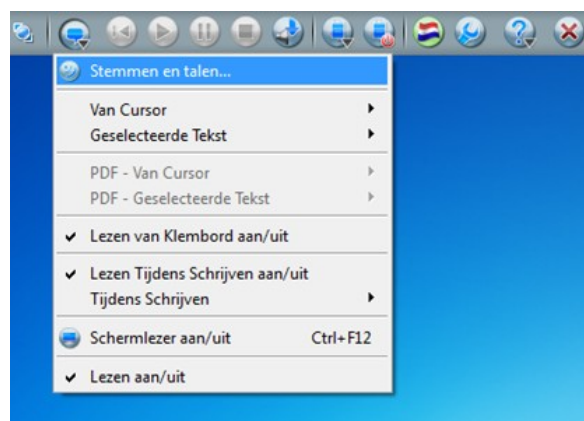 Stemmen en talen...
Van Cursor
Geselecteerde Tekst
PDF - Van Cursor
PDF - Geselecteerde Tekst
Lezen van Klembord aan/uit
Lezen Tijdens Schrijven aan/uit
Tijdens Schrijven
Schermlezer aan/uit Ctrl+F12
Lezen aan/uit